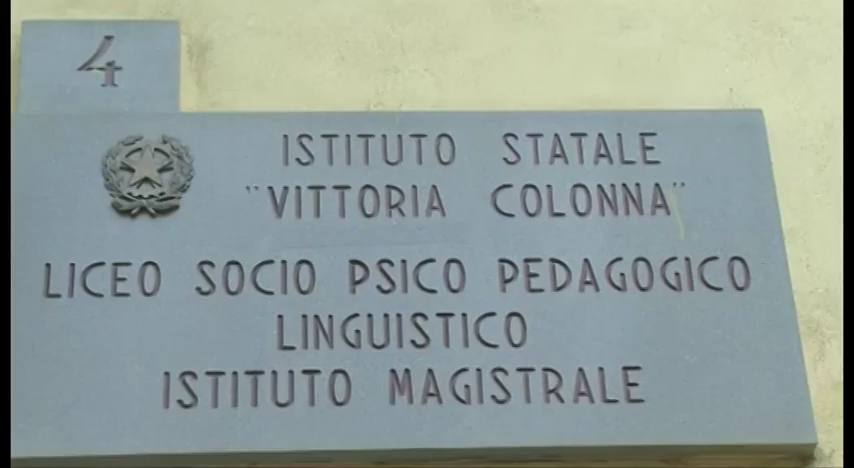 4
ISTITUTO STATALE
"VITTORIA COLONNA"
LICEO SOCIO PSICO PEDAGOGICO
LINGUISTICO
ISTITUTO MAGISTRALE